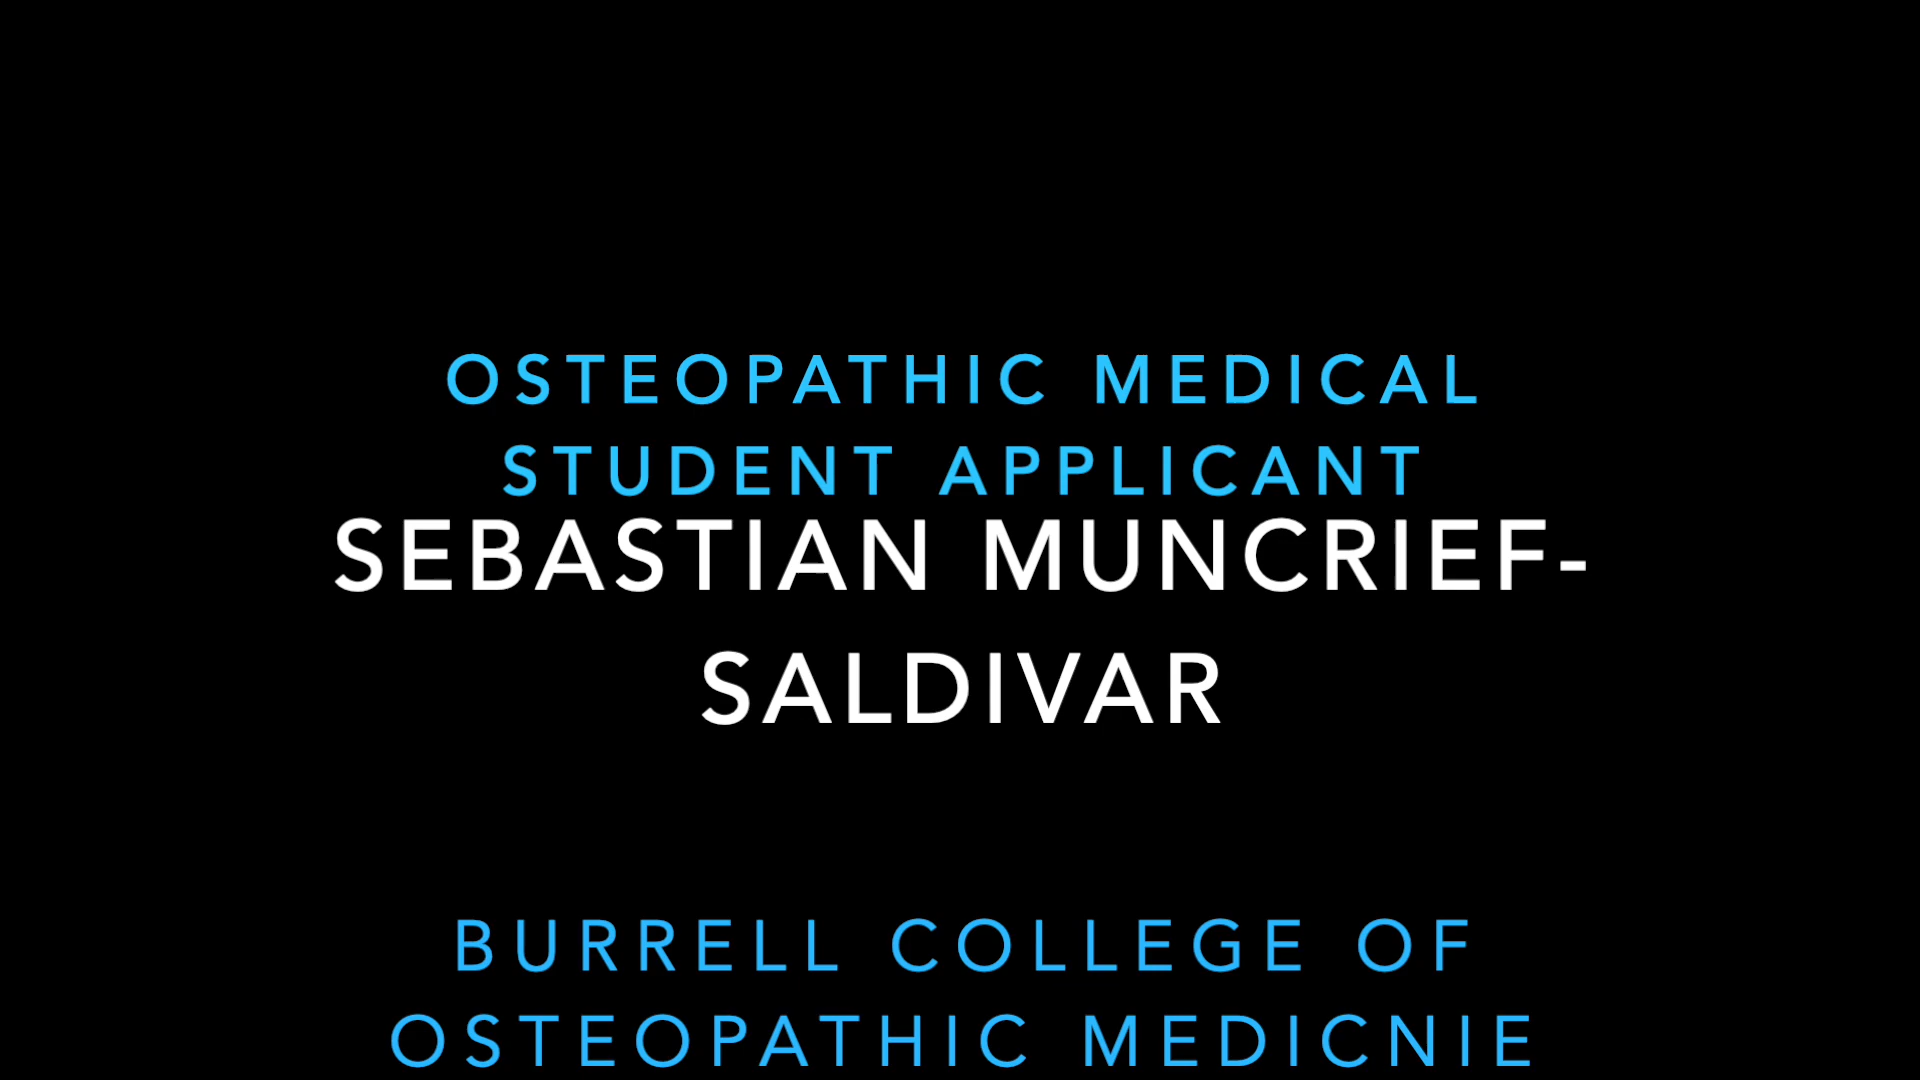 OSTEOPATHIC MEDICAL
STUDENT APPLICANT
SEBASTIAN MUNCRIEF-
SALDIVAR
BURRELL COLLEGE OF
OSTEOPATHIC MEDICNIE